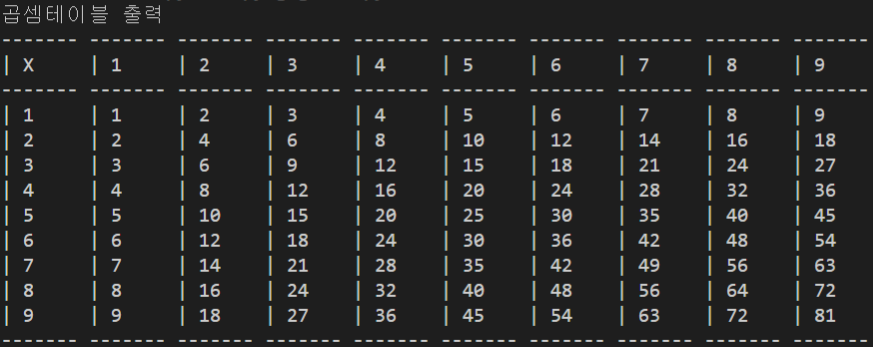 곱셈테이블 출력
------- ------- ------- ------- ------- ------- ------- ------- ------- -------
| X     | 1     | 2     | 3     | 4     | 5     | 6     | 7     | 8     | 9
------- ------- ------- ------- ------- ------- ------- ------- ------- -------
| 1     | 1     | 2     | 3     | 4     | 5     | 6     | 7     | 8     | 9
| 2     | 2     | 4     | 6     | 8     | 10    | 12    | 14    | 16    | 18
| 3     | 3     | 6     | 9     | 12    | 15    | 18    | 21    | 24    | 27
| 4     | 4     | 8     | 12    | 16    | 20    | 24    | 28    | 32    | 36
| 5     | 5     | 10    | 15    | 20    | 25    | 30    | 35    | 40    | 45
| 6     | 6     | 12    | 18    | 24    | 30    | 36    | 42    | 48    | 54
| 7     | 7     | 14    | 21    | 28    | 35    | 42    | 49    | 56    | 63
| 8     | 8     | 16    | 24    | 32    | 40    | 48    | 56    | 64    | 72
| 9     | 9     | 18    | 27    | 36    | 45    | 54    | 63    | 72    | 81
------- ------- ------- ------- ------- ------- ------- ------- ------- -------